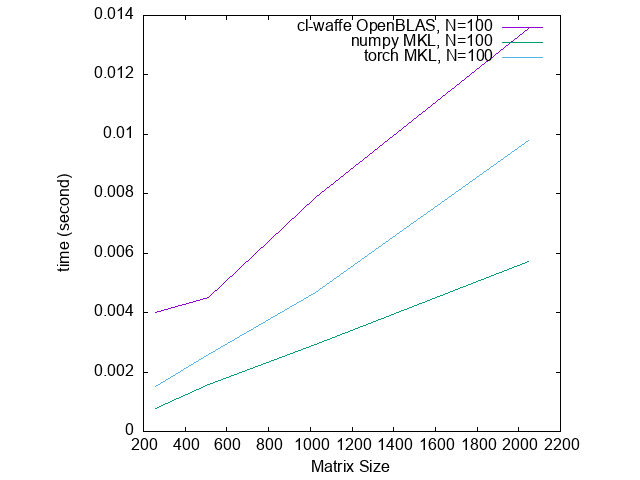 0.014
cl-waffe OpenBLAS, N=100
numpy MKL, N=100
torch MKL, N=100
0.012
0.01
0.008
time (second)
0.006
0.004
0.002
0
200 400 600 800 1000 1200 1400 1600 1800 2000 2200
Matrix Size